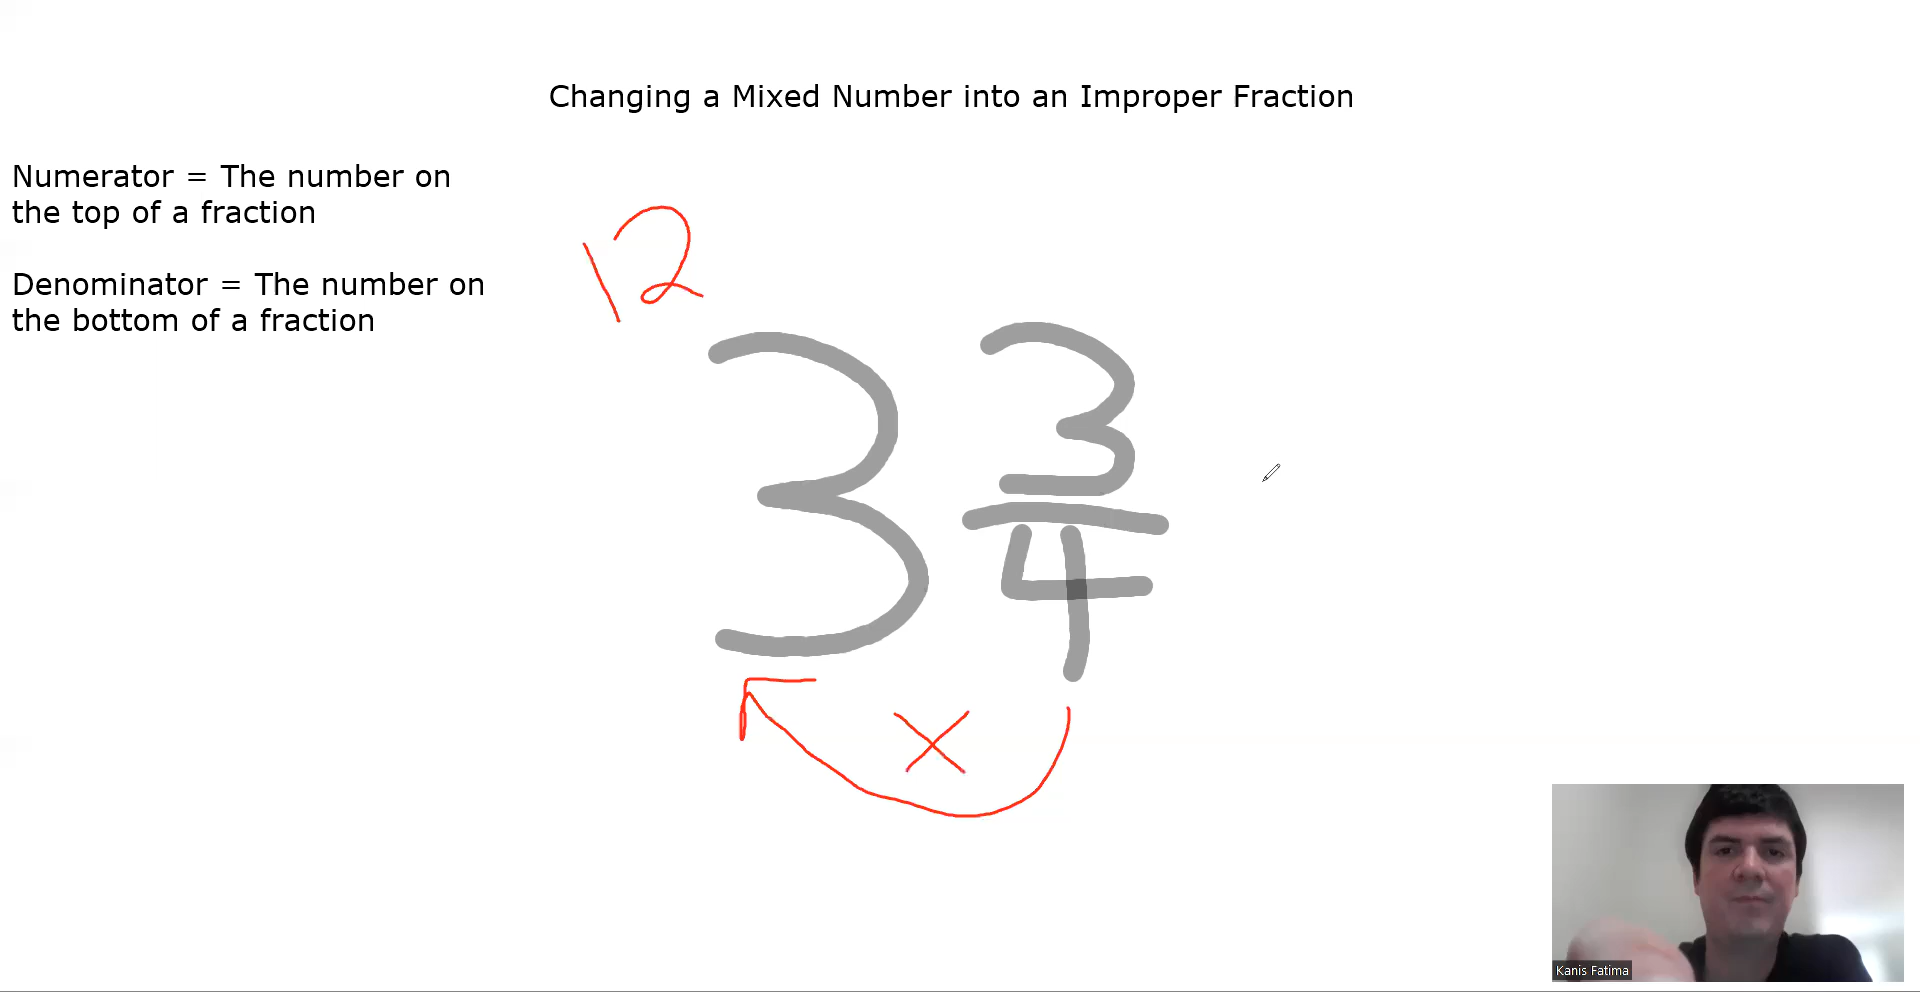 Changing a Mixed Number into an Improper Fraction
Numerator = The number on
the top of a fraction
Denominator = The number on
the bottom of a fraction
12
3 3/4
×
Kanis Fatima